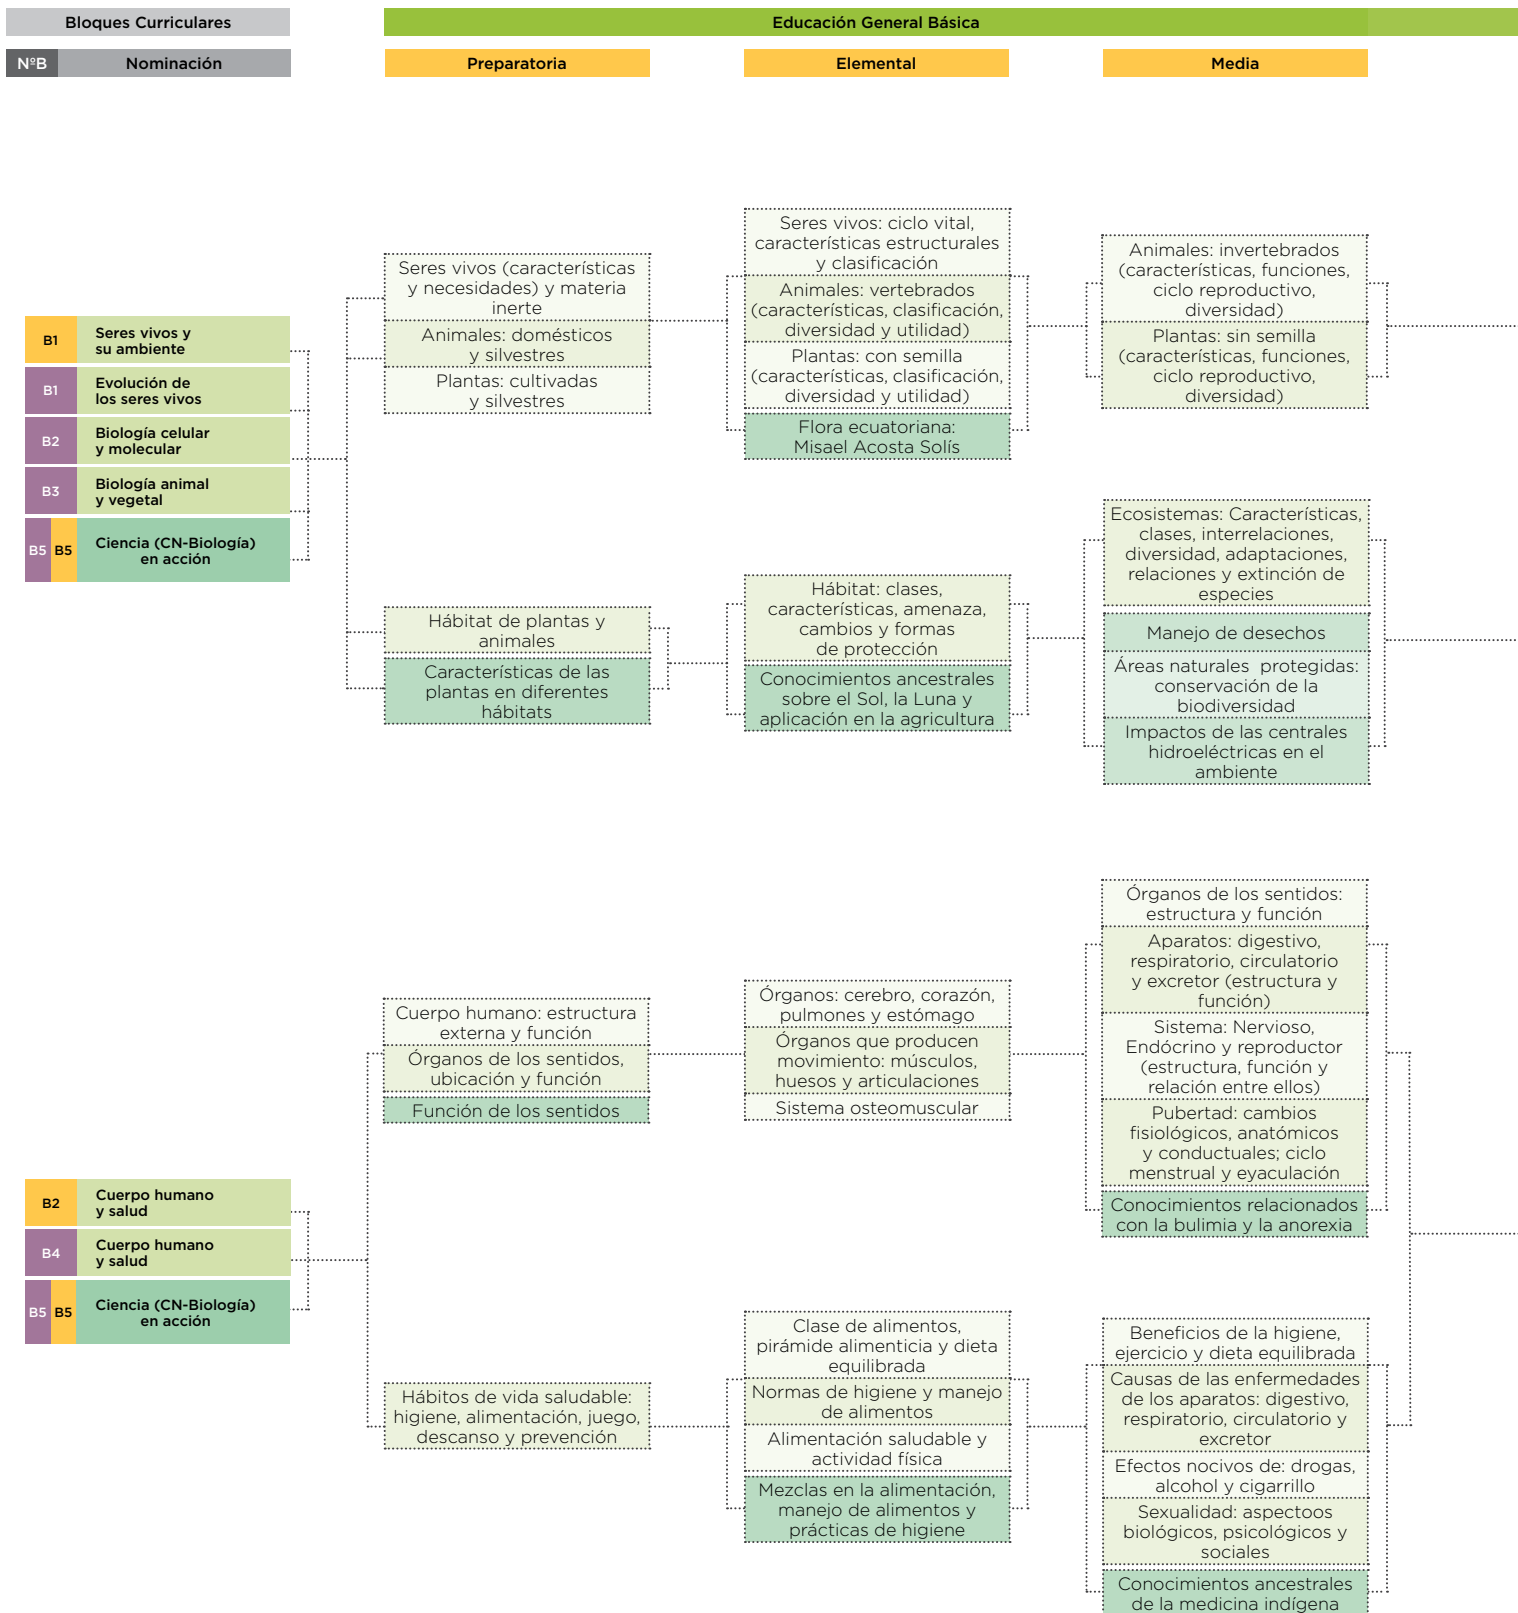 Bloques Curriculares
Educación General Básica
NºB
Nominación
Preparatoria
Elemental
Media
B1
Seres vivos y
su ambiente
B1
Evolución de
los seres vivos
B2
Biología celular
y molecular
B3
Biología animal
y vegetal
B5 B5
Ciencia (CN-Biología)
en acción
Seres vivos (características
y necesidades) y materia
inerte
Animales: domésticos
y silvestres
Plantas: cultivadas
y silvestres
Seres vivos: ciclo vital,
características estructurales
y clasificación
Animales: vertebrados
(características, clasificación,
diversidad y utilidad)
Plantas: con semilla
(características, clasificación,
diversidad y utilidad)
Flora ecuatoriana:
Misael Acosta Solís
Animales: invertebrados
(características, funciones,
ciclo reproductivo,
diversidad)
Plantas: sin semilla
(características, funciones,
ciclo reproductivo,
diversidad)
Hábitat de plantas y
animales
Características de las
plantas en diferentes
hábitats
Hábitat: clases,
características, amenaza,
cambios y formas
de protección
Conocimientos ancestrales
sobre el Sol, la Luna y
aplicación en la agricultura
Ecosistemas: Características,
clases, interrelaciones,
diversidad, adaptaciones,
relaciones y extinción de
especies
Manejo de desechos
Áreas naturales protegidas:
conservación de la
biodiversidad
Impactos de las centrales
hidroeléctricas en el
ambiente
B2
Cuerpo humano
y salud
B4
Cuerpo humano
y salud
B5 B5
Ciencia (CN-Biología)
en acción
Cuerpo humano: estructura
externa y función
Órganos de los sentidos,
ubicación y función
Función de los sentidos
Órganos: cerebro, corazón,
pulmones y estómago
Órganos que producen
movimiento: músculos,
huesos y articulaciones
Sistema osteomuscular
Órganos de los sentidos:
estructura y función
Aparatos: digestivo,
respiratorio, circulatorio
y excretor (estructura y
función)
Sistema: Nervioso,
Endócrino y reproductor
(estructura, función y
relación entre ellos)
Pubertad: cambios
fisiológicos, anatómicos
y conductuales; ciclo
menstrual y eyaculación
Conocimientos relacionados
con la bulimia y la anorexia
Hábitos de vida saludable:
higiene, alimentación, juego,
descanso y prevención
Clase de alimentos,
pirámide alimenticia y dieta
equilibrada
Normas de higiene y manejo
de alimentos
Alimentación saludable y
actividad física
Mezclas en la alimentación,
manejo de alimentos y
prácticas de higiene
Beneficios de la higiene,
ejercicio y dieta equilibrada
Causas de las enfermedades
de los aparatos: digestivo,
respiratorio, circulatorio y
excretor
Efectos nocivos de: drogas,
alcohol y cigarrillo
Sexualidad: aspectoos
biológicos, psicológicos y
sociales
Conocimientos ancestrales
de la medicina indígena